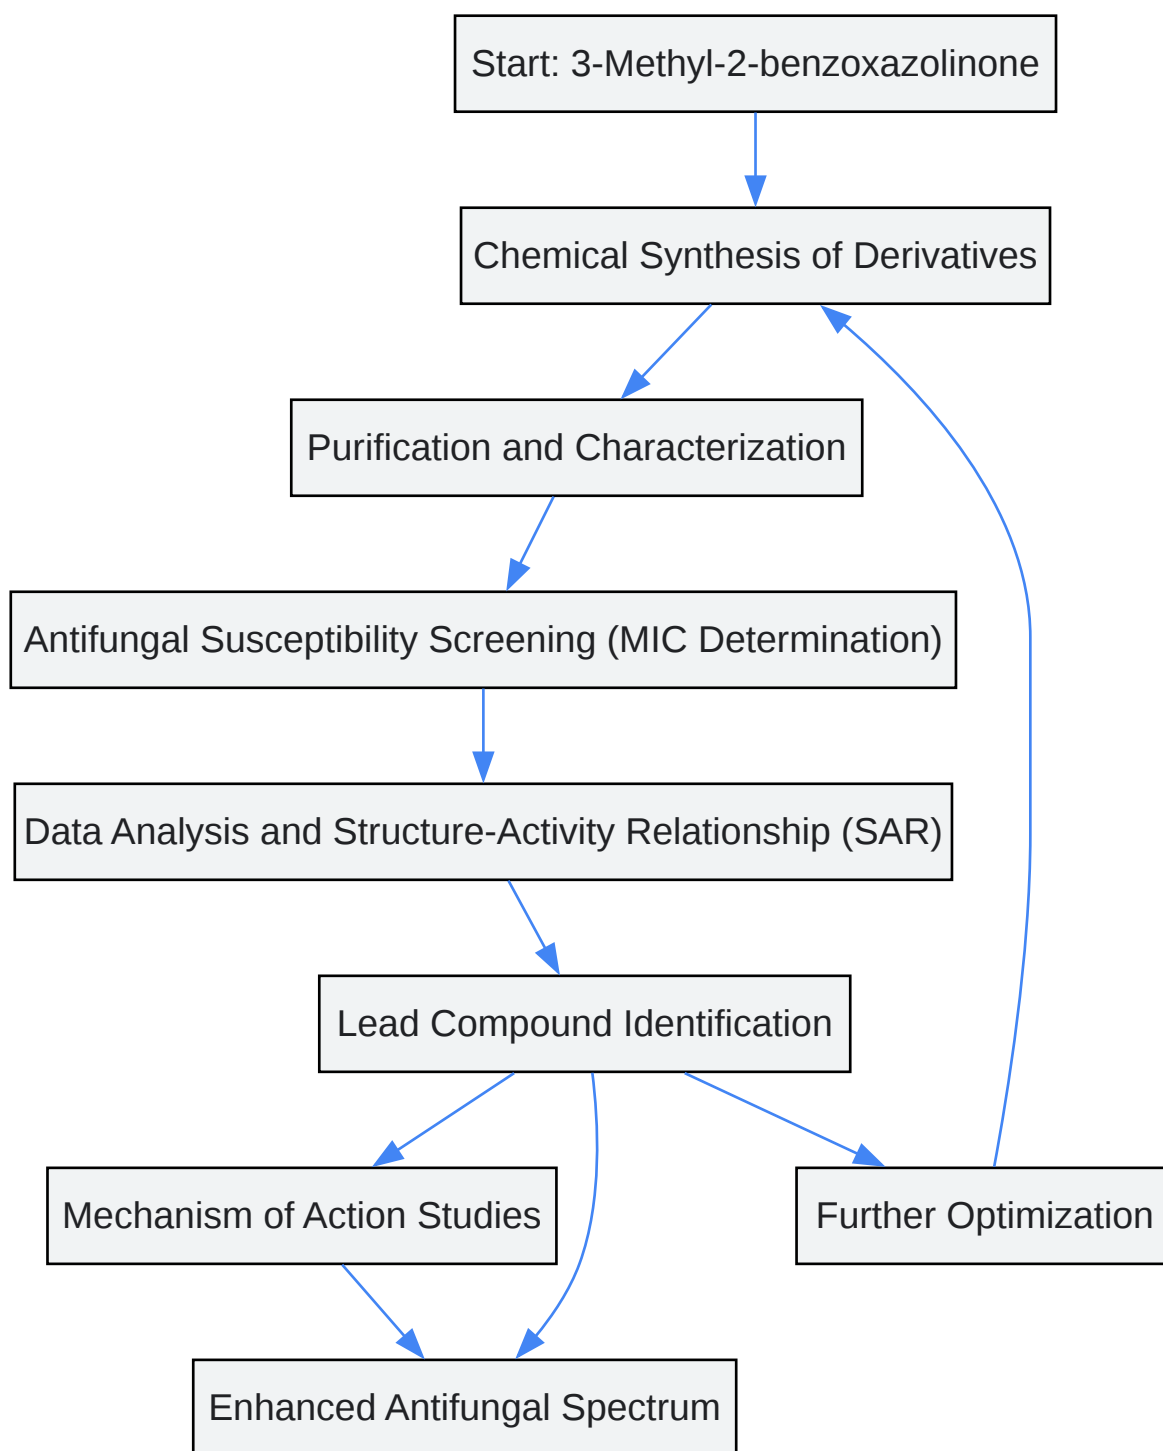 Start: 3-Methyl-2-benzoxazolinone
Chemical Synthesis of Derivatives
Purification and Characterization
Antifungal Susceptibility Screening (MIC Determination)
Data Analysis and Structure-Activity Relationship (SAR)
Lead Compound Identification
Mechanism of Action Studies
Further Optimization
Enhanced Antifungal Spectrum